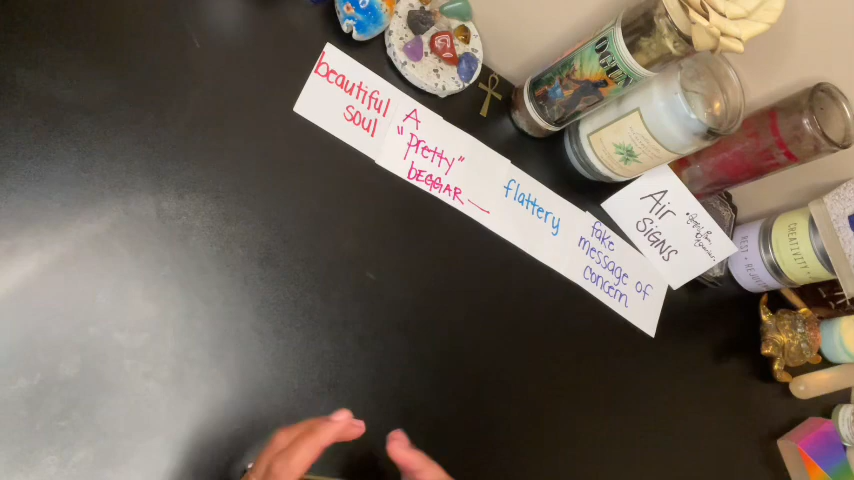 beautiful
soul
A
"pretty"
BEGGAR—
flattery
fake
message of
concern
Air
SIGNS
CREATIVITY